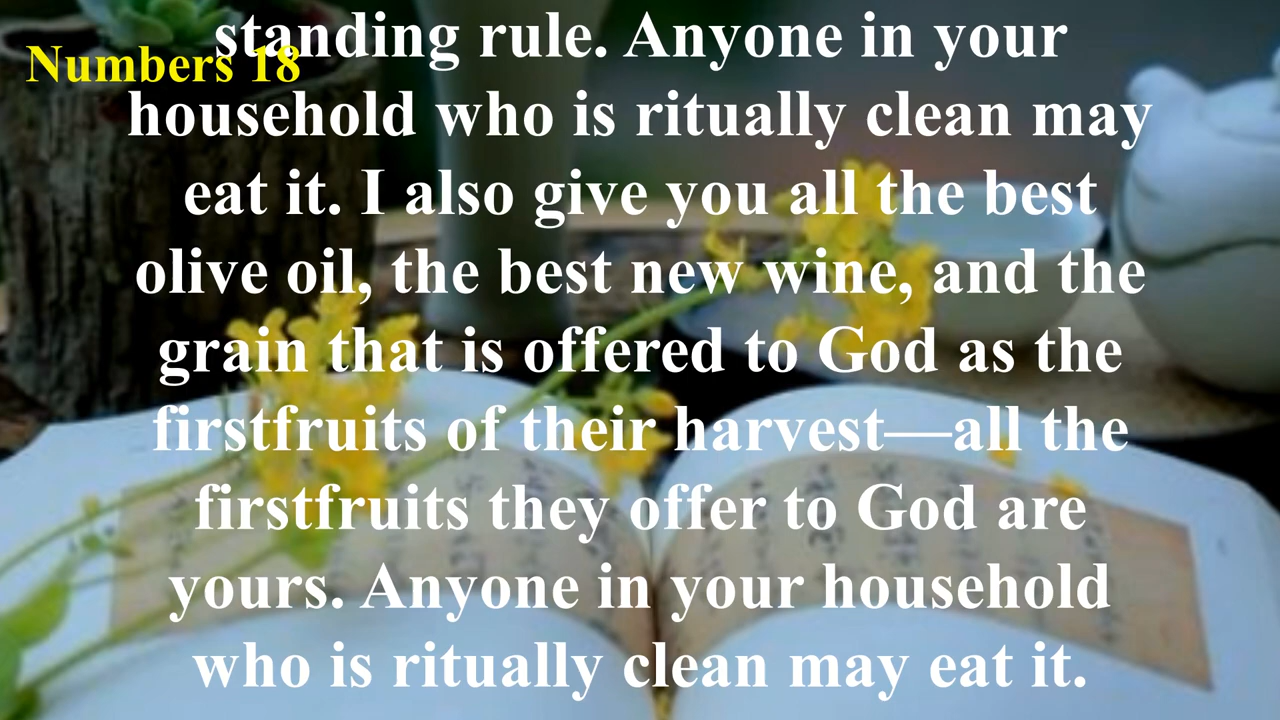 Numbers 18
standing rule. Anyone in your
household who is ritually clean may
eat it. I also give you all the best
olive oil, the best new wine, and the
grain that is offered to God as the
firstfruits of their harvest—all the
firstfruits they offer to God are
yours. Anyone in your household
who is ritually clean may eat it.